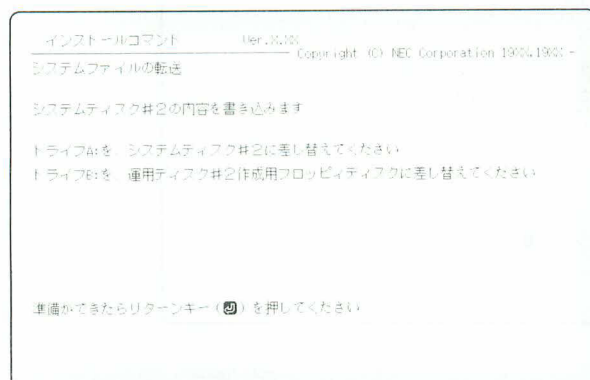 インストールコマンド Ver.X.XX
Copyright (C) NEC Corporation 19XX,19XX
システムファイルの転送
システムディスク#2の内容を書き込みます
ドライブA:を、システムディスク#2に差し替えてください
ドライブB:を、運用ディスク#2作成用フロッピィディスクに差し替えてください
準備ができたらリターンキー(⏎)を押してください